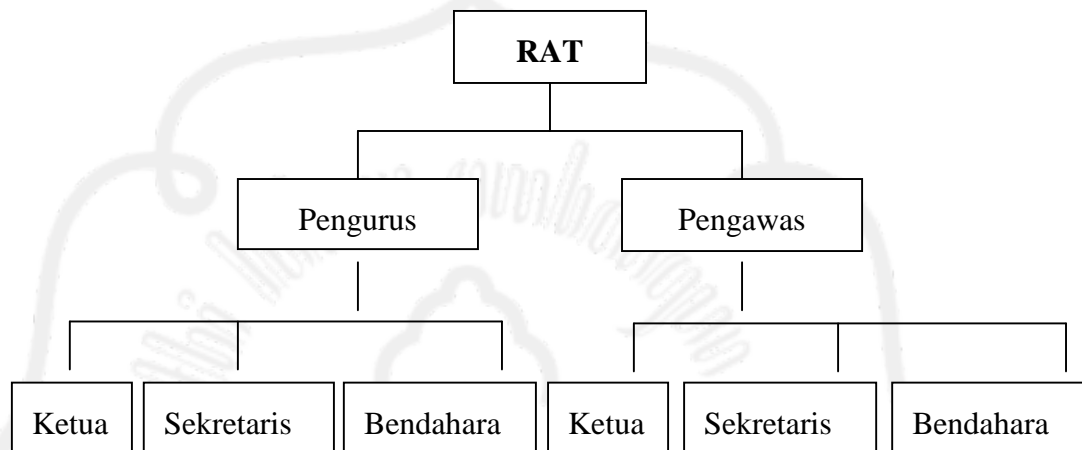 RAT
Pengurus
Pengawas
Ketua
Sekretaris
Bendahara
Ketua
Sekretaris
Bendahara